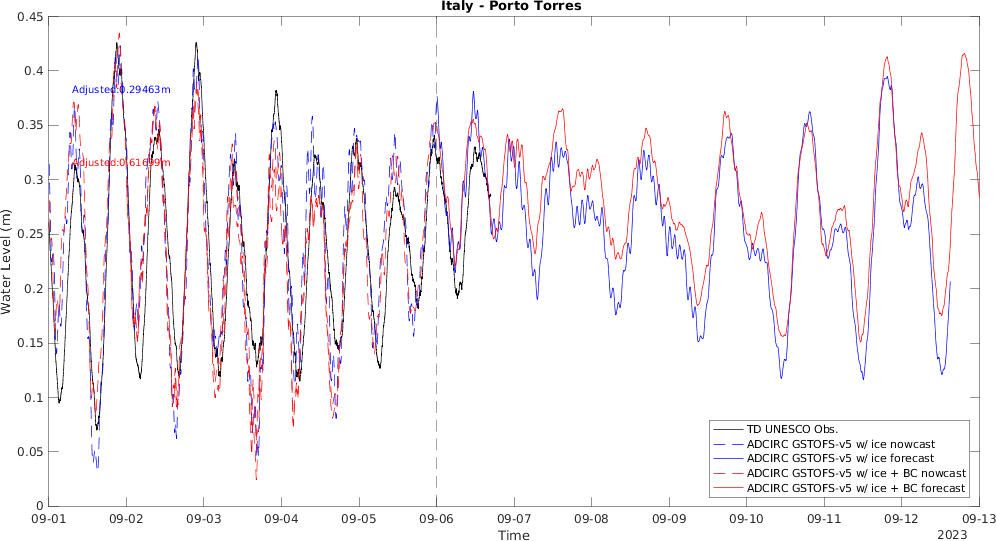 Italy - Porto Torres
Water Level (m)
0.45
0.4
0.35
0.3
0.25
0.2
0.15
0.1
0.05
0
Adjusted:0.29463m
Adjusted:0.61699m
TD UNESCO Obs.
ADCIRC GSTOFS-v5 w/ ice nowcast
ADCIRC GSTOFS-v5 w/ ice forecast
ADCIRC GSTOFS-v5 w/ ice + BC nowcast
ADCIRC GSTOFS-v5 w/ ice + BC forecast
09-01 09-02 09-03 09-04 09-05 09-06 09-07 09-08 09-09 09-10 09-11 09-12 09-13
Time
2023